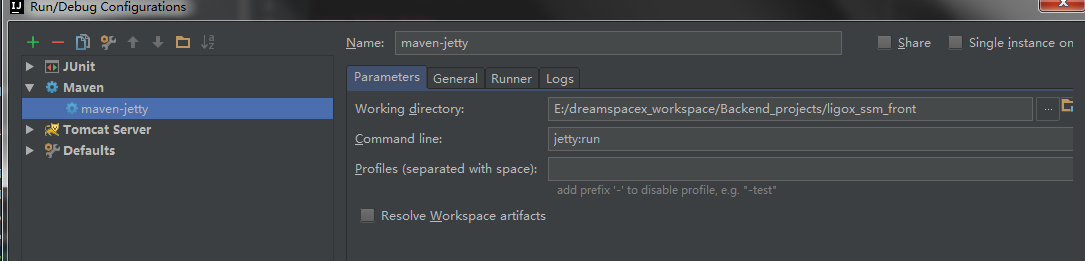 Run/Debug Configurations
Name: maven-jetty
Share
Single instance on
JUnit
Maven
maven-jetty
Tomcat Server
Defaults
Parameters General Runner Logs
Working directory: E:/dreamspacex_workspace/Backend_projects/ligox_ssm_front ...
Command line: jetty:run
Profiles (separated with space):
add prefix '-' to disable profile, e.g. "-test"
Resolve Workspace artifacts